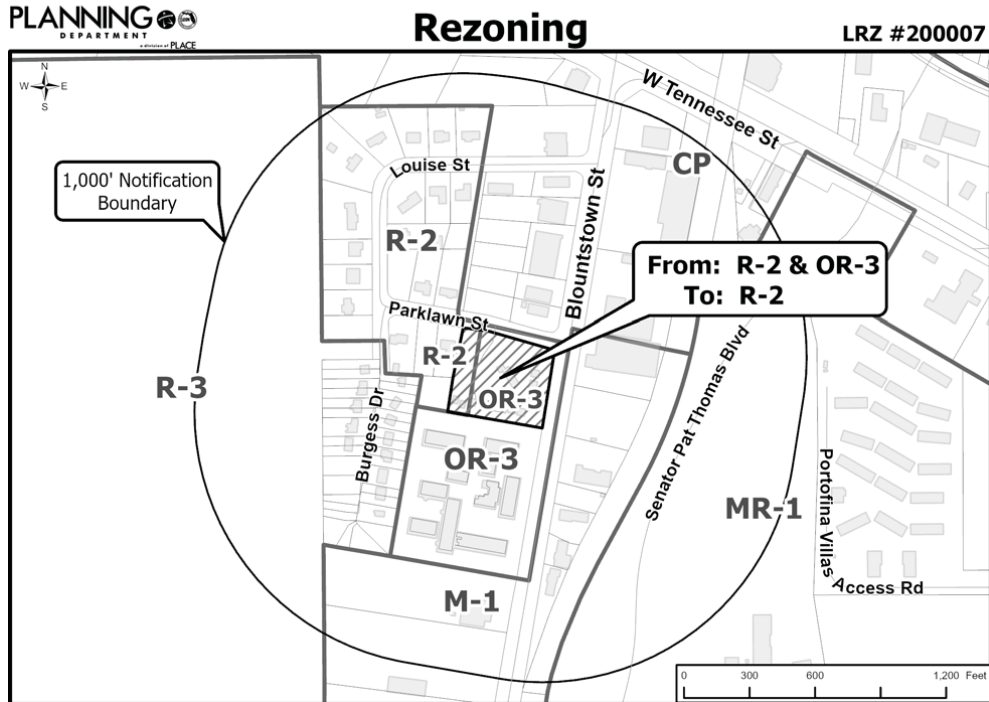 PLANNING
DEPARTMENT
a division of PLACE
Rezoning
LRZ #200007
N
W E
S
W Tennessee St
1,000' Notification
Boundary
Louise St
CP
R-2
Blountstown St
From: R-2 & OR-3
To: R-2
Parklawn St
R-2
R-3
OR-3
Burgess Dr
OR-3
Senator Pat Thomas Blvd
MR-1
Portofina Villas
Access Rd
M-1
0 300 600 1,200 Feet